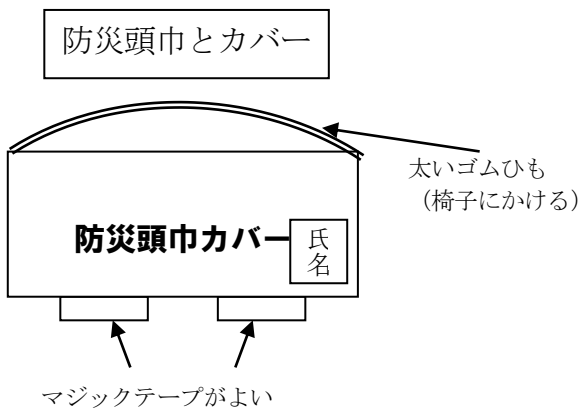 防災頭巾とカバー
太いゴムひも
（椅子にかける）
防災頭巾カバー
氏名
マジックテープがよい